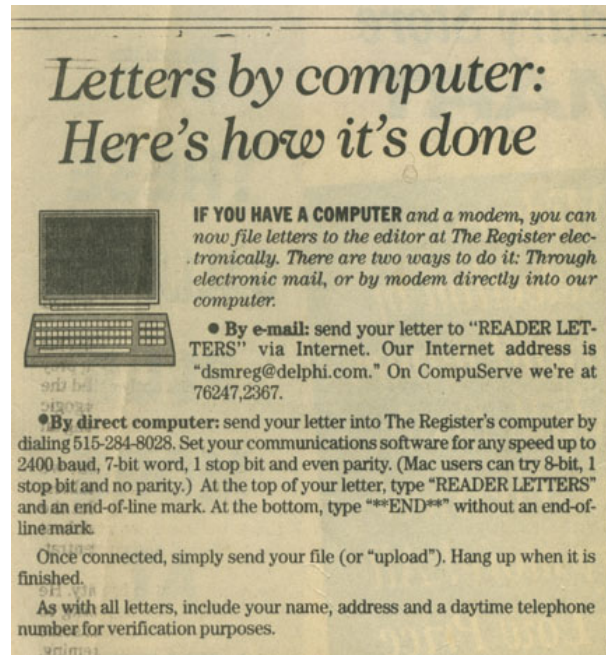 Letters by computer:
Here's how it's done
IF YOU HAVE A COMPUTER and a modem, you can
now file letters to the editor at The Register elec-
tronically. There are two ways to do it: Through
electronic mail, or by modem directly into our
computer.
● By e-mail: send your letter to "READER LET-
TERS" via Internet. Our Internet address is
"dsmreg@delphi.com." On CompuServe we're at
76247,2367.
●By direct computer: send your letter into The Register's computer by
dialing 515-284-8028. Set your communications software for any speed up to
2400 baud, 7-bit word, 1 stop bit and even parity. (Mac users can try 8-bit, 1
stop bit and no parity.) At the top of your letter, type "READER LETTERS"
and an end-of-line mark. At the bottom, type "**END**" without an end-of-
line mark.
Once connected, simply send your file (or "upload"). Hang up when it is
finished.
As with all letters, include your name, address and a daytime telephone
number for verification purposes.